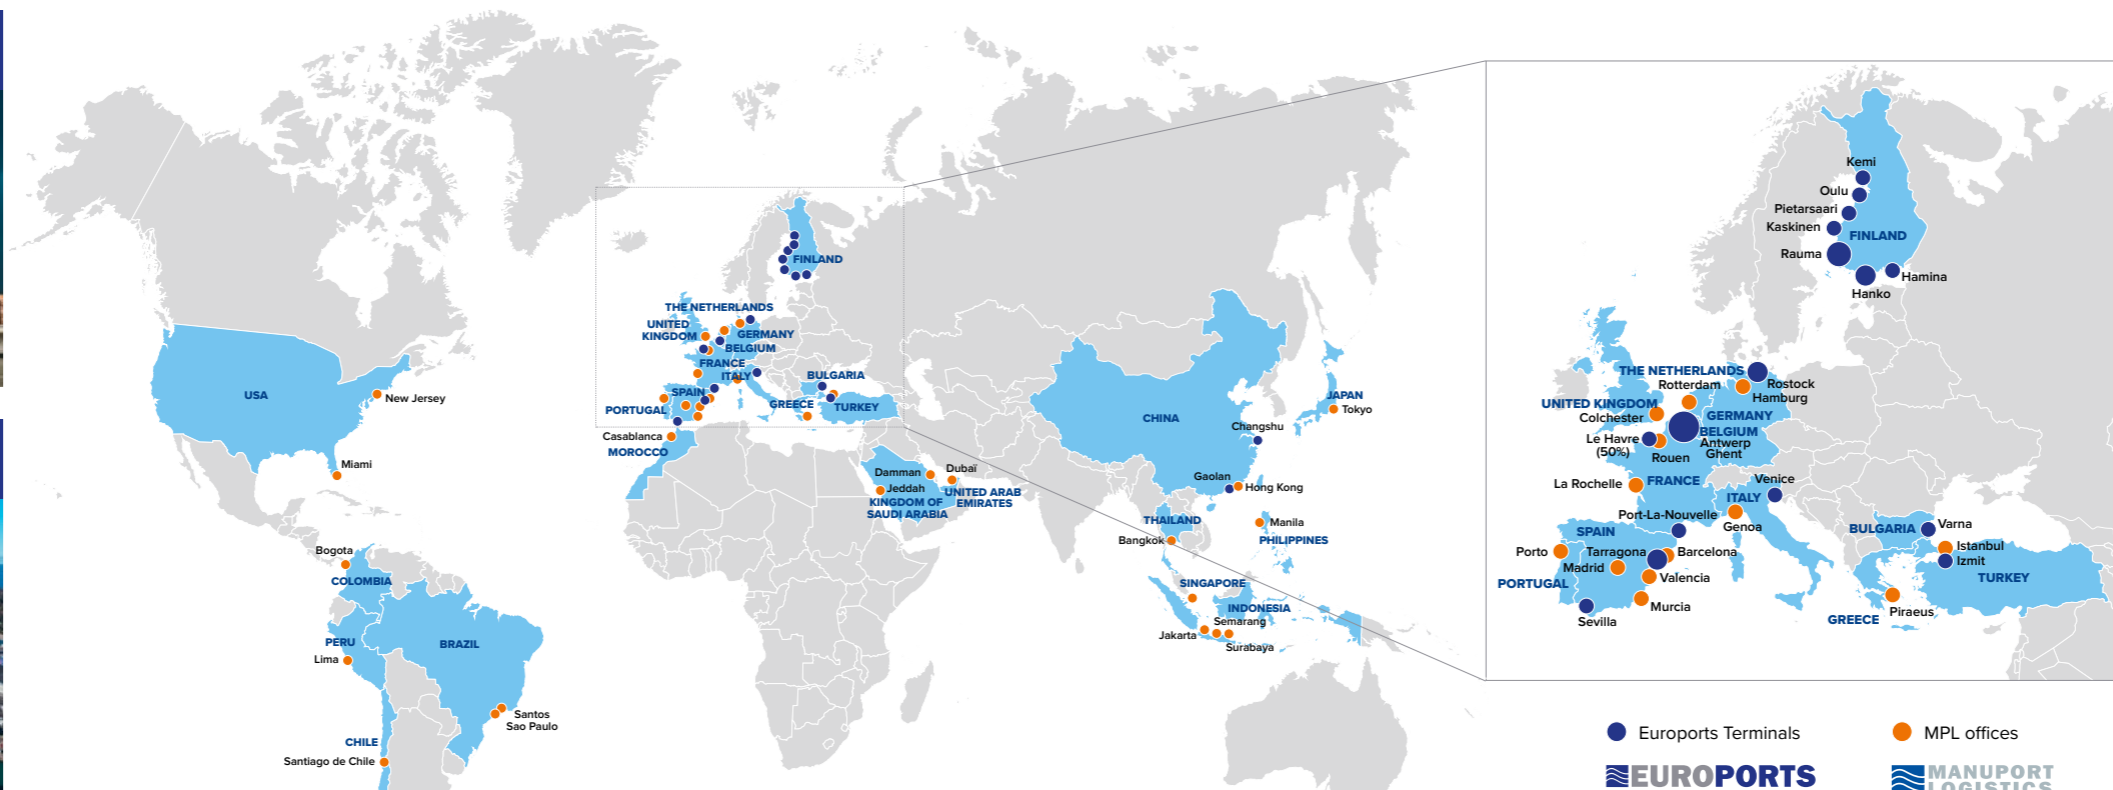 USA
New Jersey
Miami
Bogota
COLOMBIA
PERU
Lima
BRAZIL
Santos
Sao Paulo
CHILE
Santiago de Chile
FINLAND
THE NETHERLANDS
UNITED
KINGDOM
GERMANY
BELGIUM
FRANCE
ITALY
BULGARIA
SPAIN
PORTUGAL
GREECE
TURKEY
Casablanca
MOROCCO
Damman
Dubaï
Jeddah
UNITED ARAB
EMIRATES
KINGDOM OF
SAUDI ARABIA
CHINA
JAPAN
Tokyo
Changshu
Gaolan
Hong Kong
THAILAND
Bangkok
Manila
PHILIPPINES
SINGAPORE
INDONESIA
Semarang
Jakarta
Surabaya
Kemi
Oulu
Pietarsaari
Kaskinen
FINLAND
Rauma
Hamina
Hanko
THE NETHERLANDS
Rotterdam
Rostock
Hamburg
UNITED KINGDOM
Colchester
GERMANY
BELGIUM
Le Havre
(50%)
Antwerp
Ghent
Rouen
La Rochelle
FRANCE
Venice
ITALY
Port-La-Nouvelle
Genoa
SPAIN
BULGARIA
Varna
Porto
Tarragona
Barcelona
Istanbul
Madrid
Izmit
Valencia
PORTUGAL
TURKEY
Murcia
Piraeus
Sevilla
GREECE
Euroports Terminals
MPL offices
EUROPORTS
MANUPORT
LOGISTICS